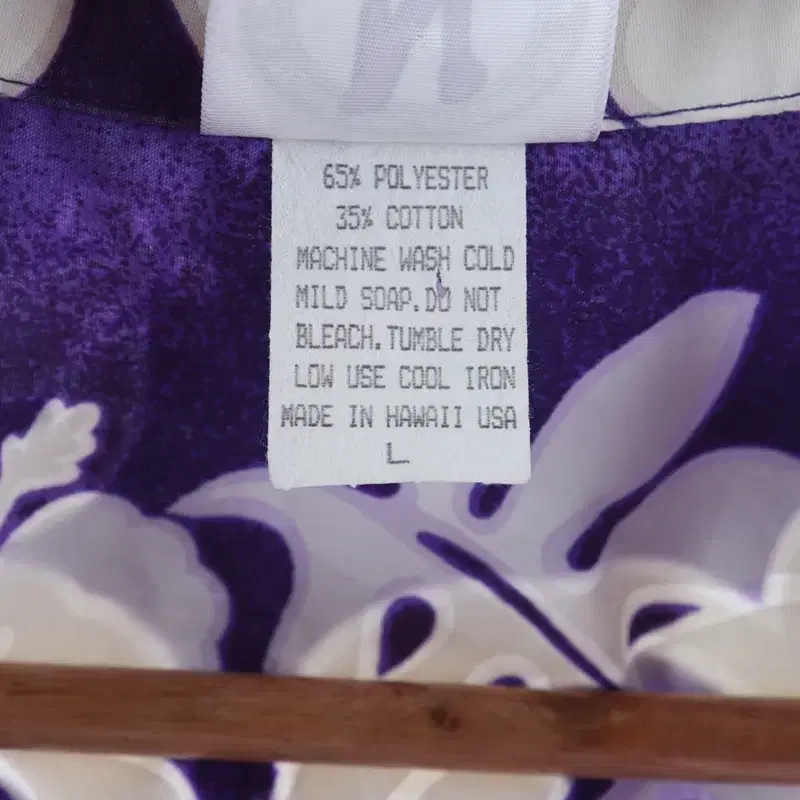 65% POLYESTER
35% COTTON
MACHINE WASH COLD
MILD SOAP.DO NOT
BLEACH.TUMBLE DRY
LOW USE COOL IRON
MADE IN HAWAII USA
L